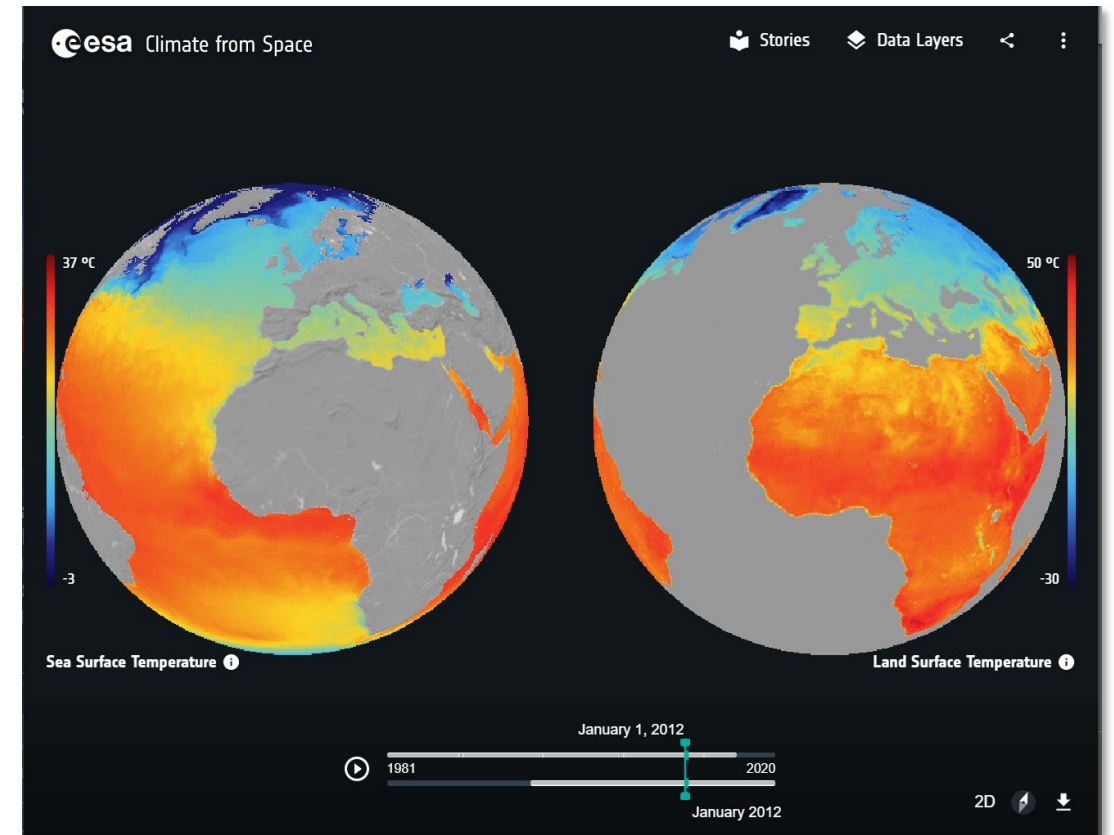 esa Climate from Space
Stories Data Layers
37 ºC
-3
50 ºC
-30
Sea Surface Temperature i
Land Surface Temperature i
January 1, 2012
1981 2020
January 2012
2D